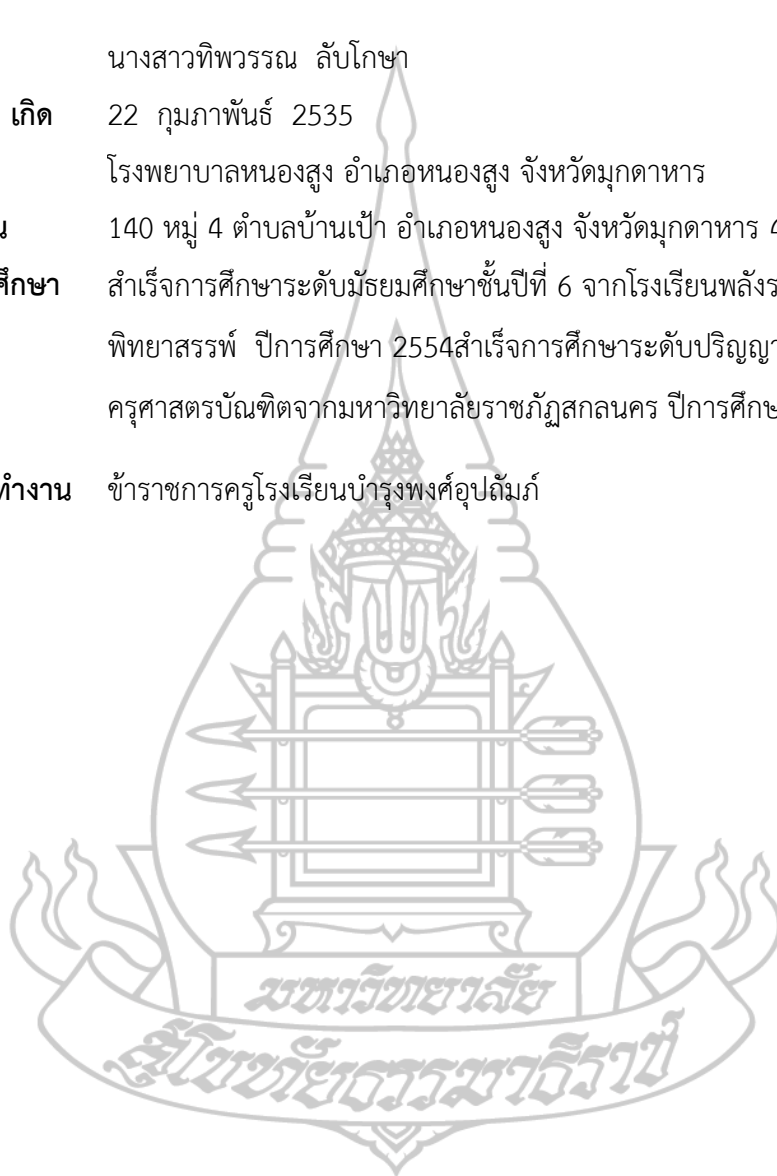 นางสาวทิพวรรณ ลับโกษา
เกิด 22 กุมภาพันธ์ 2535
โรงพยาบาลหนองสูง อำเภอหนองสูง จังหวัดมุกดาหาร
140 หมู่ 4 ตำบลบ้านเป้า อำเภอหนองสูง จังหวัดมุกดาหาร 4
ศึกษา สำเร็จการศึกษาระดับมัธยมศึกษาชั้นปีที่ 6 จากโรงเรียนพลังร
พิทยาสรรพ์ ปีการศึกษา 2554สำเร็จการศึกษาระดับปริญญา
ครุศาสตรบัณฑิตจากมหาวิทยาลัยราชภัฏสกลนคร ปีการศึกษ
ทำงาน ข้าราชการครูโรงเรียนบำรุงพงศ์อุปถัมภ์
มหาวิทยาลัย
สุโขทัยธรรมาธิราช